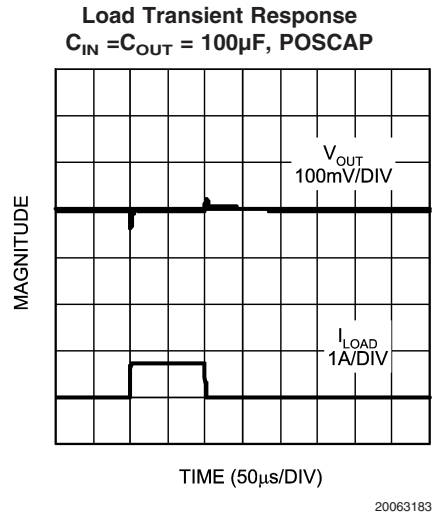 Load Transient Response
C_IN =C_OUT = 100µF, POSCAP
V_OUT
100mV/DIV
MAGNITUDE
I_LOAD
1A/DIV
TIME (50µs/DIV)
20063183